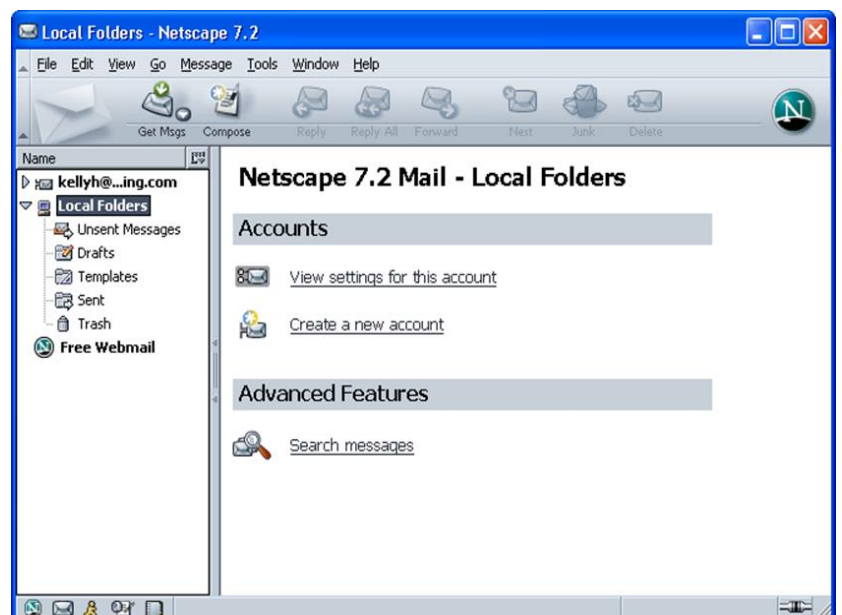 Local Folders - Netscape 7.2
File Edit View Go Message Tools Window Help
Get Msgs Compose Reply Reply All Forward Next Junk Delete
N
Name
kellyh@...ing.com
Local Folders
Unsent Messages
Drafts
Templates
Sent
Trash
N Free Webmail
Netscape 7.2 Mail - Local Folders
Accounts
View settings for this account
Create a new account
Advanced Features
Search messages